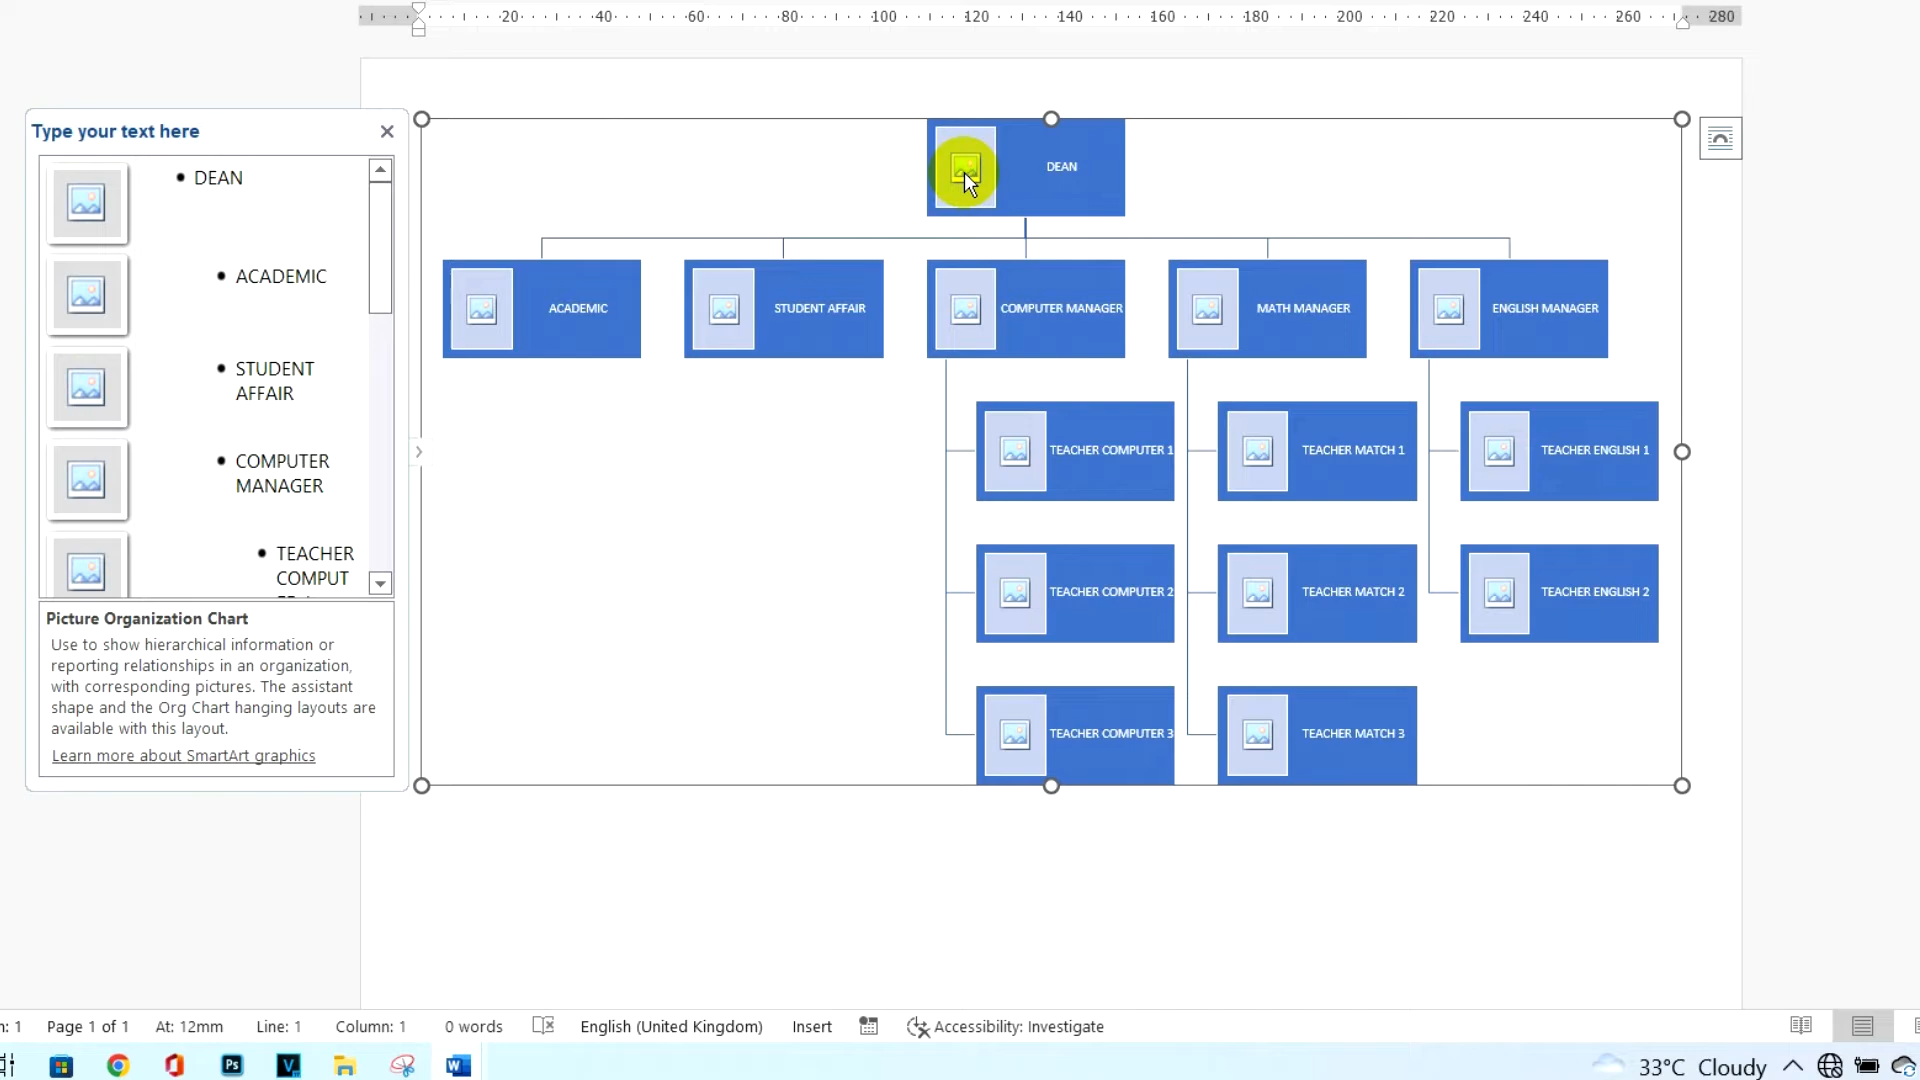 20 40 60 80 100 120 140 160 180 200 220 240 260 280
Type your text here
DEAN
ACADEMIC
STUDENT
AFFAIR
COMPUTER
MANAGER
TEACHER
COMPUT
Picture Organization Chart
Use to show hierarchical information or
reporting relationships in an organization,
with corresponding pictures. The assistant
shape and the Org Chart hanging layouts are
available with this layout.
Learn more about SmartArt graphics
DEAN
ACADEMIC
STUDENT AFFAIR
COMPUTER MANAGER
MATH MANAGER
ENGLISH MANAGER
TEACHER COMPUTER 1
TEACHER MATCH 1
TEACHER ENGLISH 1
TEACHER COMPUTER 2
TEACHER MATCH 2
TEACHER ENGLISH 2
TEACHER COMPUTER 3
TEACHER MATCH 3
n: 1 Page 1 of 1 At: 12mm Line: 1 Column: 1 0 words English (United Kingdom) Insert Accessibility: Investigate
Ps V W 33°C Cloudy